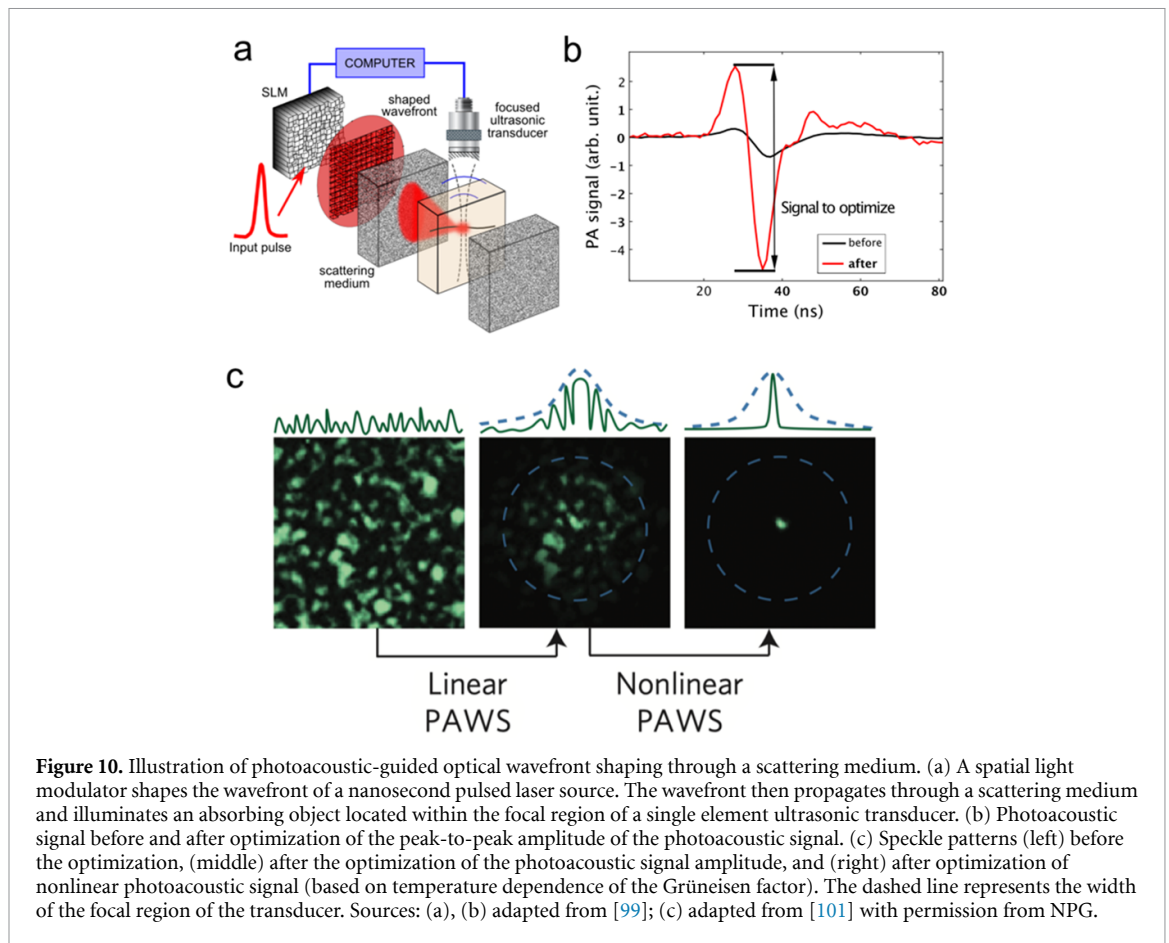 a
COMPUTER
SLM
shaped
wavefront
focused
ultrasonic
transducer
Input pulse
scattering
medium
b
PA signal (arb. unit.)
2
1
0
-1
-2
-3
-4
Signal to optimize
before
after
20
40
60
80
Time (ns)
c
Linear
PAWS
Nonlinear
PAWS
Figure 10. Illustration of photoacoustic-guided optical wavefront shaping through a scattering medium. (a) A spatial light
modulator shapes the wavefront of a nanosecond pulsed laser source. The wavefront then propagates through a scattering medium
and illuminates an absorbing object located within the focal region of a single element ultrasonic transducer. (b) Photoacoustic
signal before and after optimization of the peak-to-peak amplitude of the photoacoustic signal. (c) Speckle patterns (left) before
the optimization, (middle) after the optimization of the photoacoustic signal amplitude, and (right) after optimization of
nonlinear photoacoustic signal (based on temperature dependence of the Grüneisen factor). The dashed line represents the width
of the focal region of the transducer. Sources: (a), (b) adapted from [99]; (c) adapted from [101] with permission from NPG.